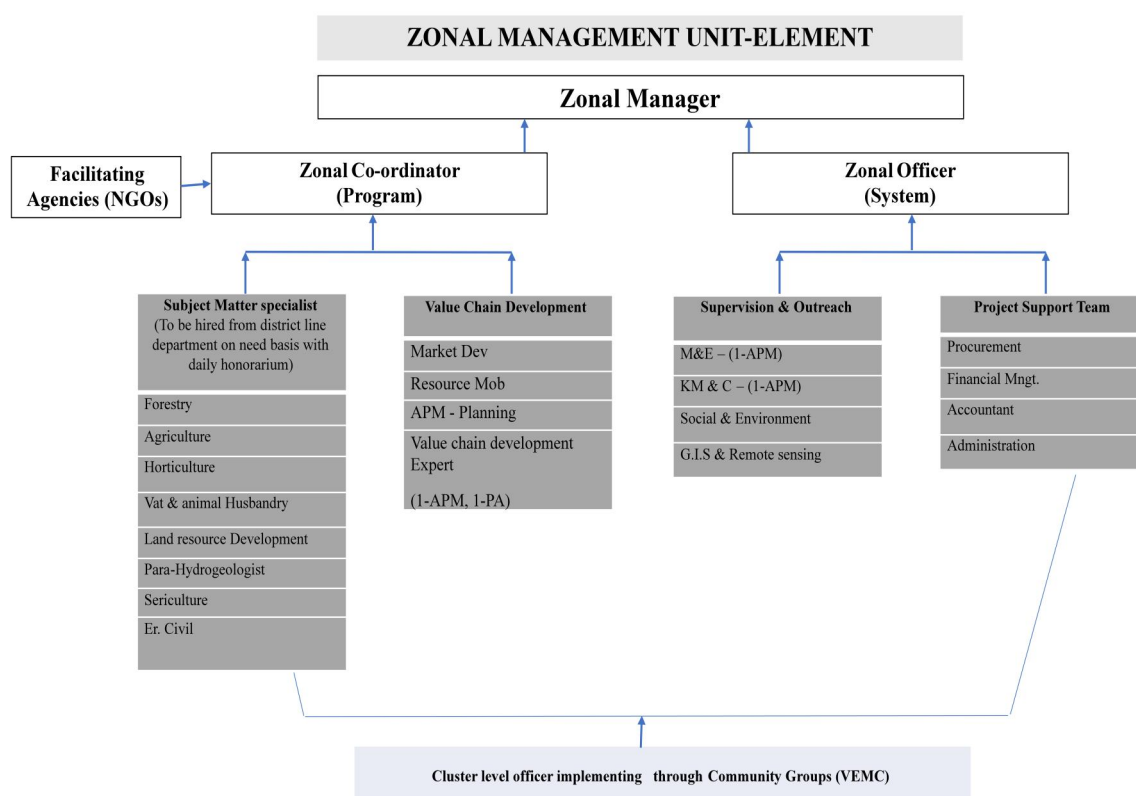 ZONAL MANAGEMENT UNIT-ELEMENT
Zonal Manager
Facilitating
Agencies (NGOs)
Zonal Co-ordinator
(Program)
Zonal Officer
(System)
Subject Matter specialist
(To be hired from district line
department on need basis with
daily honorarium)
Forestry
Agriculture
Horticulture
Vat & animal Husbandry
Land resource Development
Para-Hydrogeologist
Sericulture
Er. Civil
Value Chain Development
Market Dev
Resource Mob
APM - Planning
Value chain development
Expert
(1-APM, 1-PA)
Supervision & Outreach
M&E – (1-APM)
KM & C – (1-APM)
Social & Environment
G.I.S & Remote sensing
Project Support Team
Procurement
Financial Mngt.
Accountant
Administration
Cluster level officer implementing through Community Groups (VEMC)